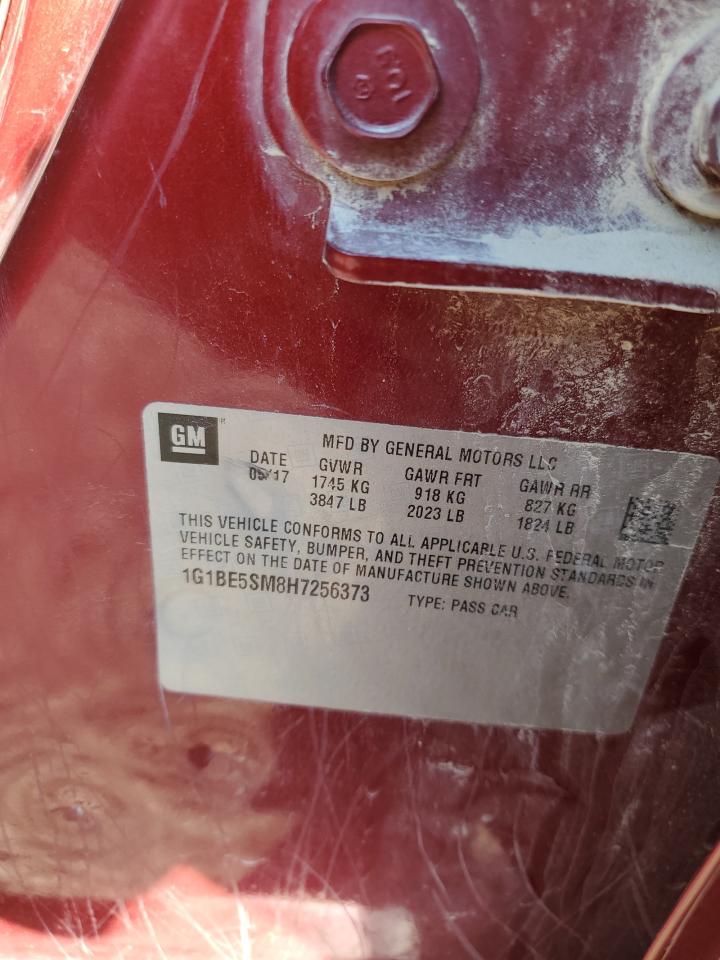 10.9
GM®
MFD BY GENERAL MOTORS LLC
DATE GVWR GAWR FRT GAWR RR
05/17 1745 KG 918 KG 827 KG
3847 LB 2023 LB 1824 LB
THIS VEHICLE CONFORMS TO ALL APPLICABLE U.S. FEDERAL MOTOR
VEHICLE SAFETY, BUMPER, AND THEFT PREVENTION STANDARDS IN
EFFECT ON THE DATE OF MANUFACTURE SHOWN ABOVE.
1G1BE5SM8H7256373 TYPE: PASS CAR